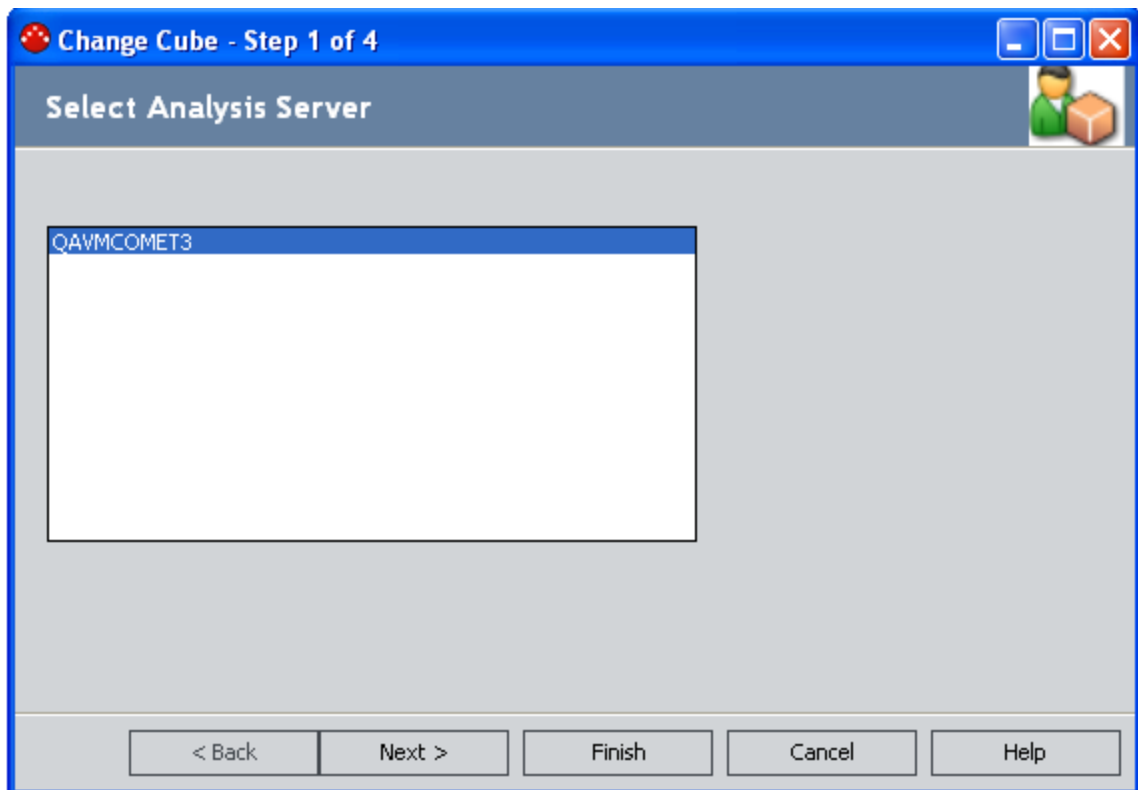 Change Cube - Step 1 of 4
Select Analysis Server
QAVMCOMET3
< Back Next > Finish Cancel Help